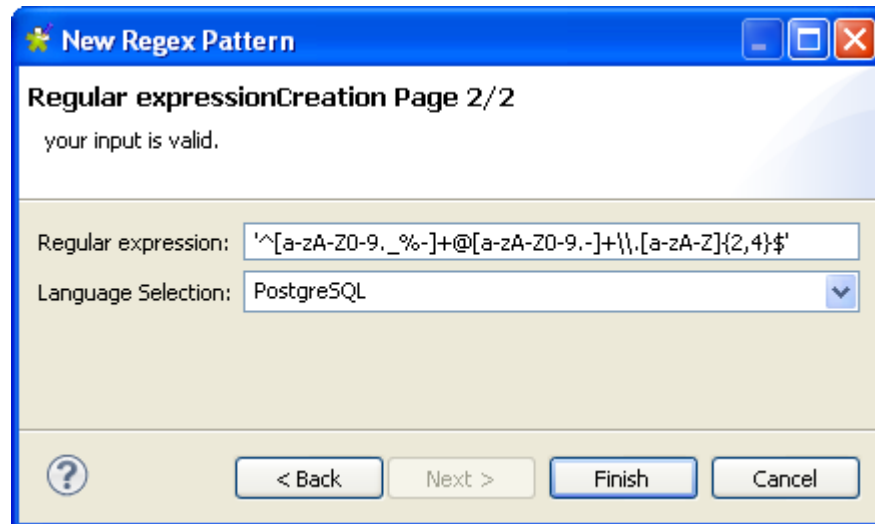 New Regex Pattern
Regular expressionCreation Page 2/2
your input is valid.
Regular expression: '^[a-zA-Z0-9._%-]+@[a-zA-Z0-9.-]+\\.[a-zA-Z]{2,4}$'
Language Selection: PostgreSQL
? < Back Next > Finish Cancel